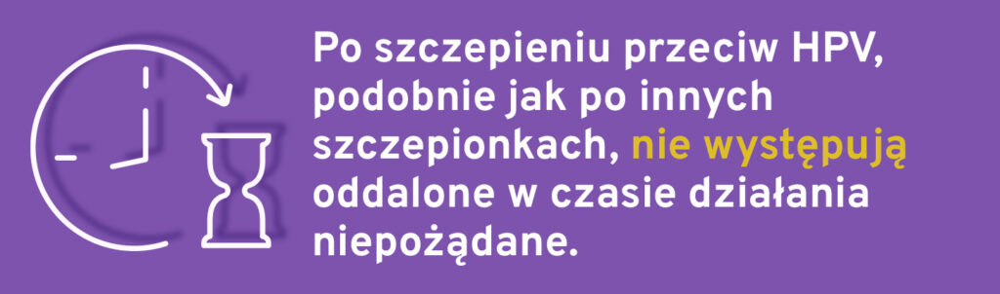 Po szczepieniu przeciw HPV,
podobnie jak po innych
szczepionkach, nie występują
oddalone w czasie działania
niepożądane.